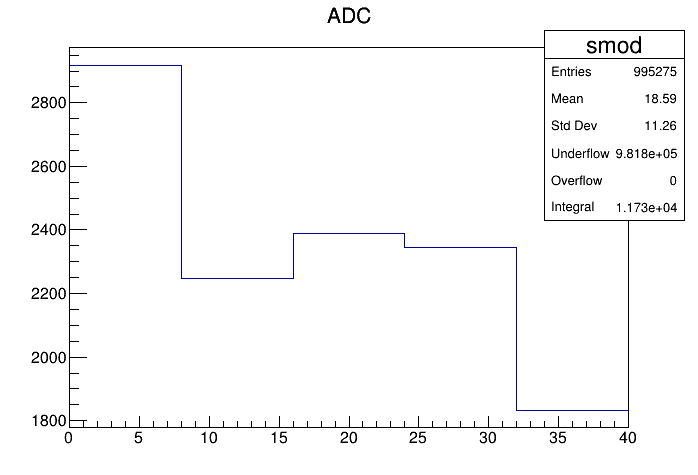 ADC
smod
Entries 995275
Mean 18.59
Std Dev 11.26
Underflow 9.818e+05
Overflow 0
Integral 1.173e+04
2800
2600
2400
2200
2000
1800
0 5 10 15 20 25 30 35 40